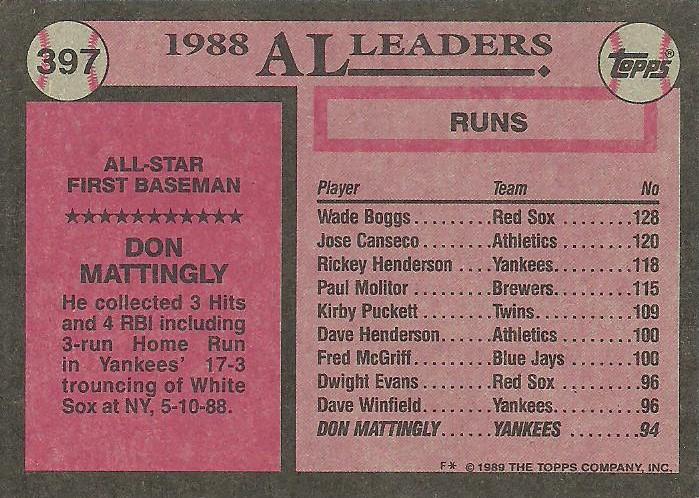 397
1988 AL LEADERS
TOPPS®
ALL-STAR
FIRST BASEMAN
★★★★★★★★★★★
DON
MATTINGLY
He collected 3 Hits
and 4 RBI including
3-run Home Run
in Yankees' 17-3
trouncing of White
Sox at NY, 5-10-88.
RUNS
Player Team No
Wade Boggs.........Red Sox........128
Jose Canseco........Athletics........120
Rickey Henderson ....Yankees........118
Paul Molitor..........Brewers........115
Kirby Puckett.........Twins...........109
Dave Henderson.....Athletics........100
Fred McGriff..........Blue Jays.......100
Dwight Evans.........Red Sox.........96
Dave Winfield.........Yankees.........96
DON MATTINGLY......YANKEES ........94
F* © 1989 THE TOPPS COMPANY, INC.